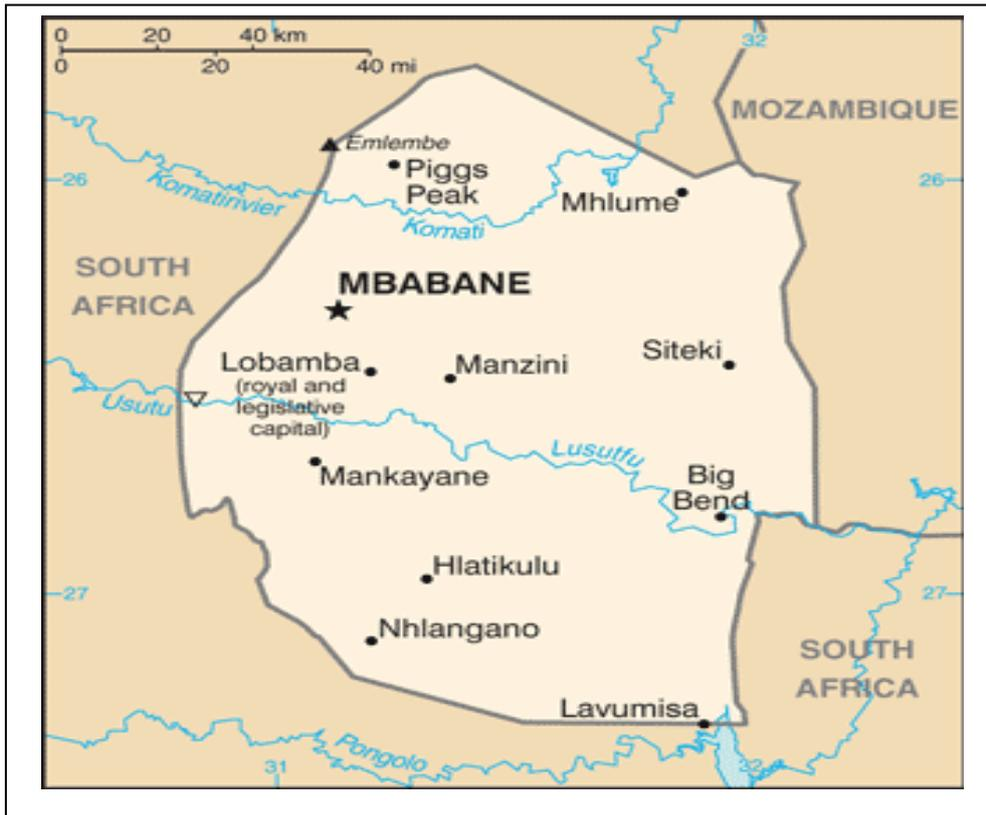 0 20 40 km
0 20 40 mi
32
MOZAMBIQUE
Emlembe
Piggs
Peak
26
26
Komatirivier
Mhlume
Komati
SOUTH
AFRICA
MBABANE
Siteki
Lobamba
(royal and
legislative
capital)
Manzini
Usutu
Lusutfu
Mankayane
Big
Bend
Hlatikulu
27
27
Nhlangano
SOUTH
AFRICA
Lavumisa
Pongolo
31
32